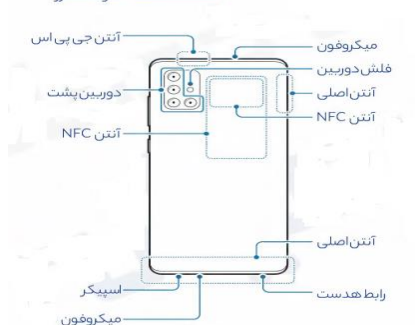 آنتن جی پی اس
میکروفون
فلش دوربین
دوربین پشت
آنتن اصلی
آنتن NFC
آنتن NFC
آنتن اصلی
اسپیکر
رابط هدست
میکروفون